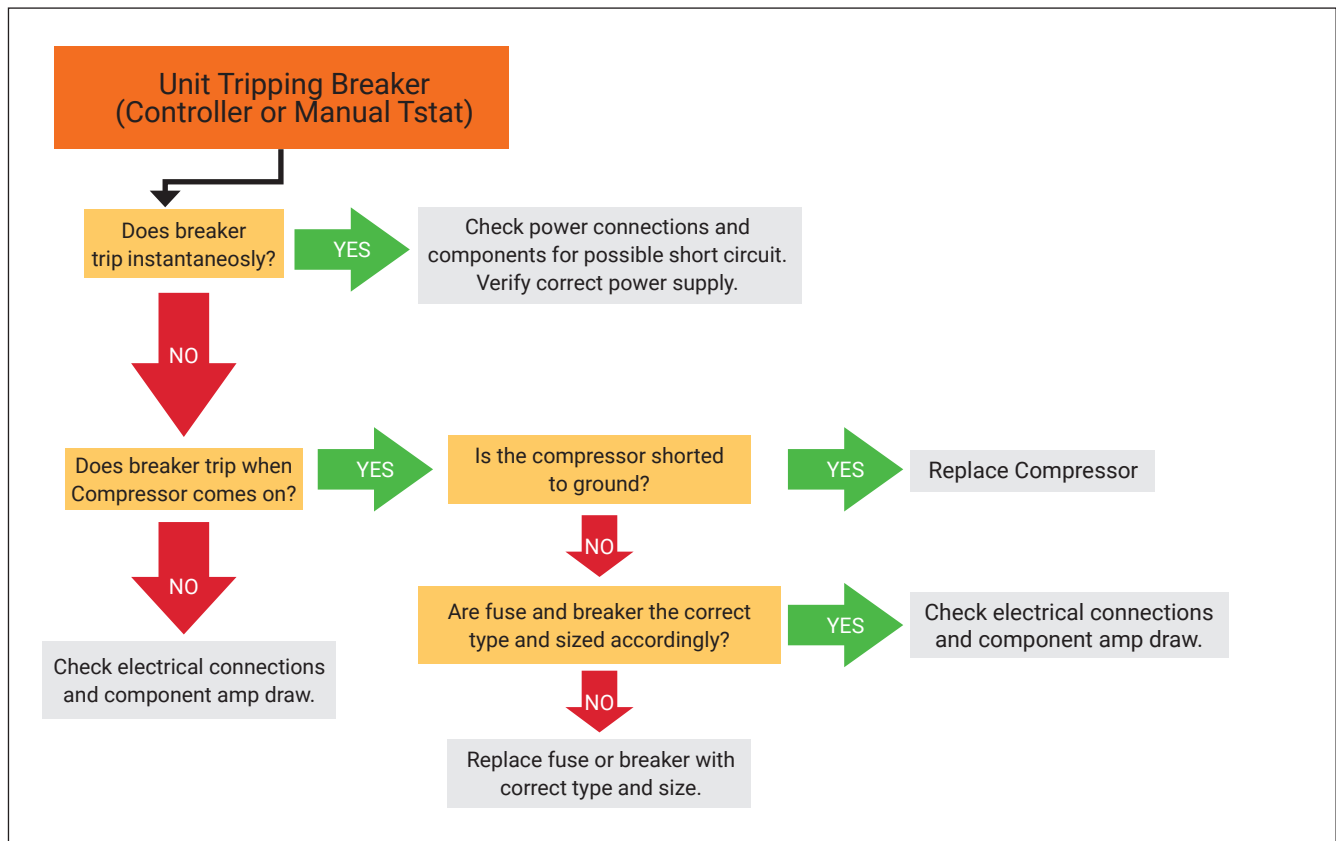 Unit Tripping Breaker
(Controller or Manual Tstat)
Does breaker
trip instantaneosly?
YES
Check power connections and
components for possible short circuit.
Verify correct power supply.
NO
Does breaker trip when
Compressor comes on?
YES
Is the compressor shorted
to ground?
YES
Replace Compressor
NO
NO
Are fuse and breaker the correct
type and sized accordingly?
YES
Check electrical connections
and component amp draw.
Check electrical connections
and component amp draw.
NO
Replace fuse or breaker with
correct type and size.